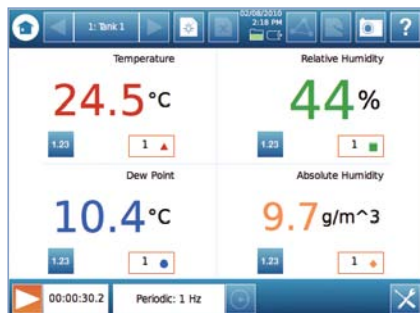 1: Tank 1
02/08/2010
2:18 PM
?
Temperature
24.5°C
1.23
1
Relative Humidity
44%
1.23
1
Dew Point
10.4°C
1.23
1
Absolute Humidity
9.7 g/m^3
1.23
1
00:00:30.2
Periodic: 1 Hz